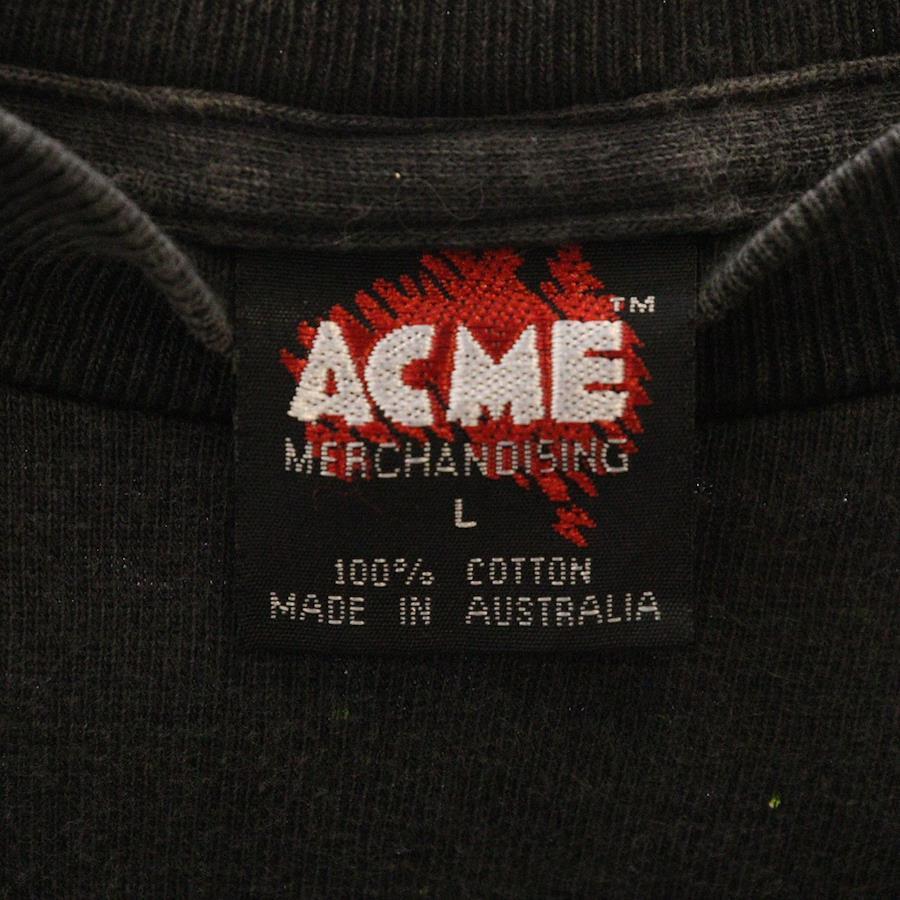 ACME™
MERCHANDISING
L
100% COTTON
MADE IN AUSTRALIA